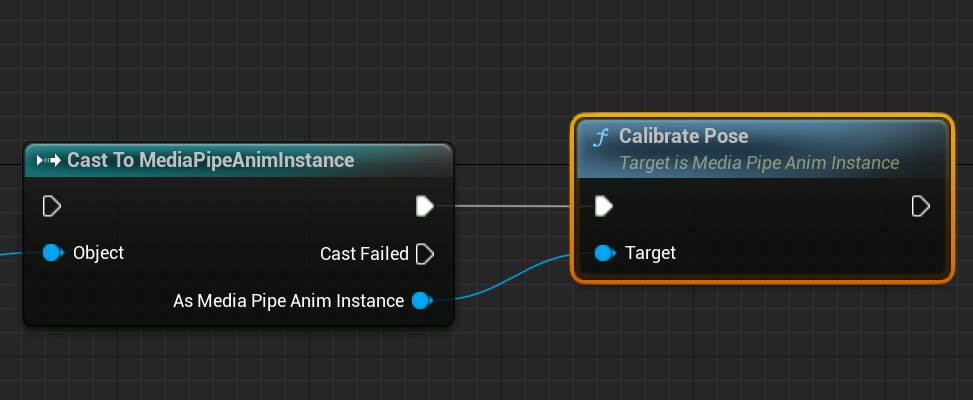 Cast To MediaPipeAnimInstance
Object
Cast Failed
As Media Pipe Anim Instance
f Calibrate Pose
Target is Media Pipe Anim Instance
Target